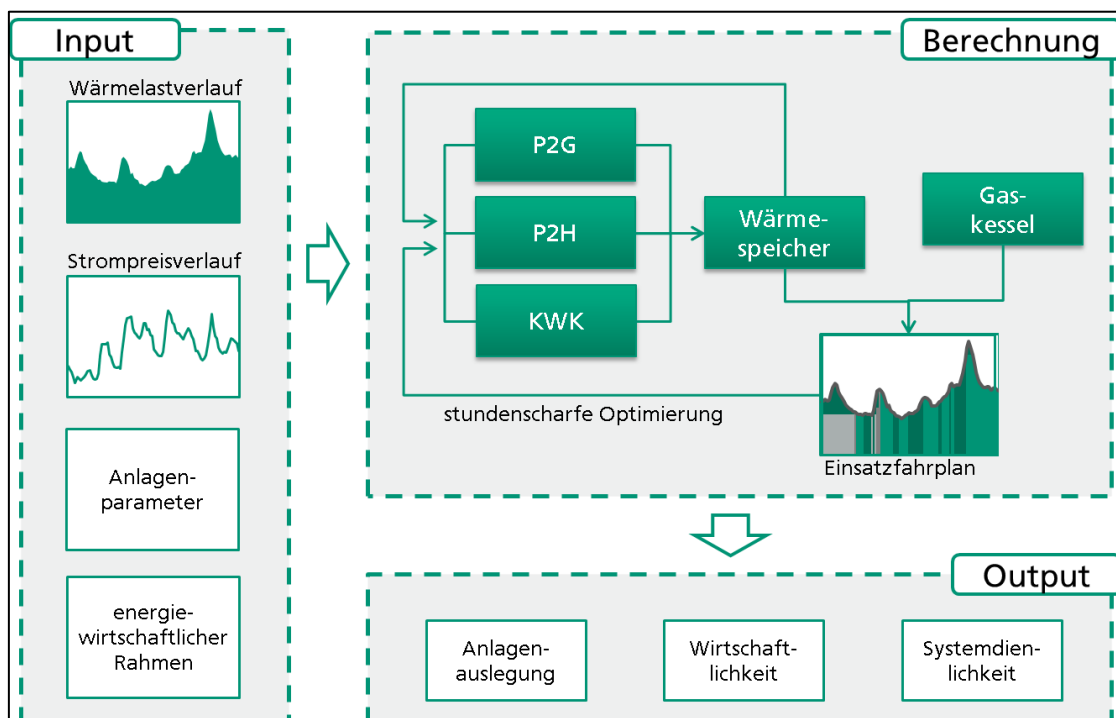 Input
Wärmelastverlauf
Strompreisverlauf
Anlagen-
parameter
energie-
wirtschaftlicher
Rahmen
Berechnung
P2G
P2H
KWK
Wärme-
speicher
Gas-
kessel
stundenscharfe Optimierung
Einsatzfahrplan
Output
Anlagen-
auslegung
Wirtschaft-
lichkeit
Systemdien-
lichkeit